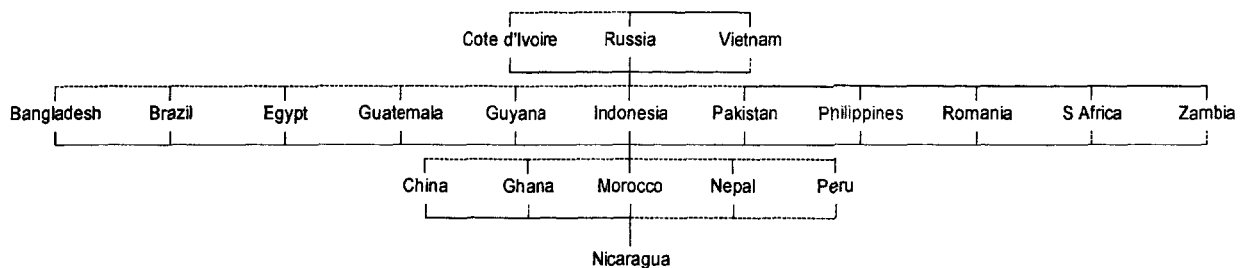 Cote d'Ivoire Russia Vietnam
Bangladesh Brazil Egypt Guatemala Guyana Indonesia Pakistan Philippines Romania S Africa Zambia
China Ghana Morocco Nepal Peru
Nicaragua